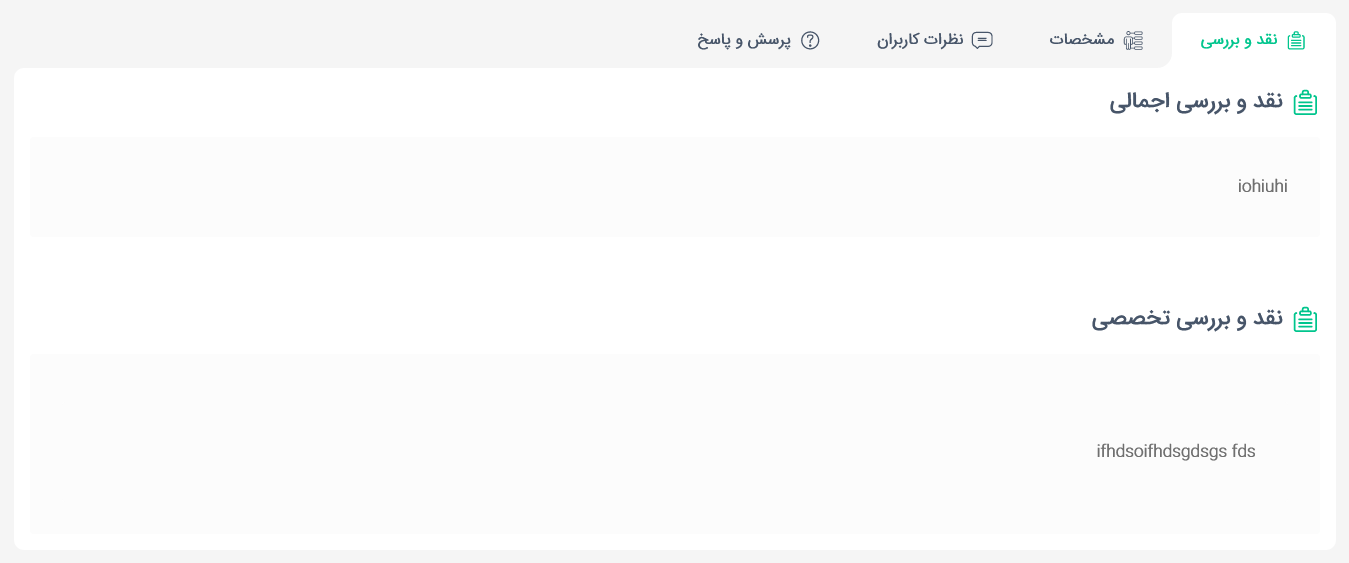 نقد و بررسی
مشخصات
نظرات کاربران
پرسش و پاسخ
نقد و بررسی اجمالی
iohiuhi
نقد و بررسی تخصصی
ifhdsoifhdsgdsgs fds